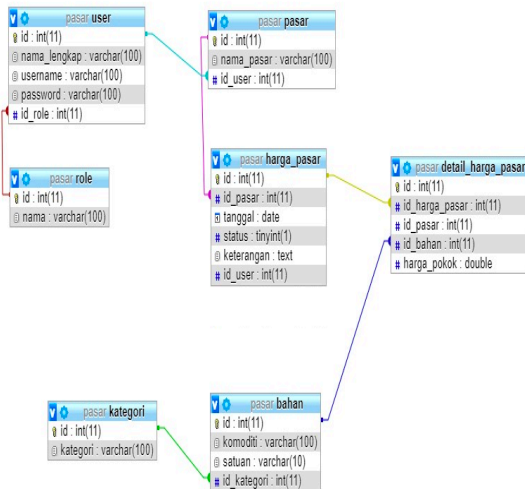 pasar user
id : int(11)
nama_lengkap : varchar(100)
username : varchar(100)
password : varchar(100)
id_role : int(11)
pasar pasar
id : int(11)
nama_pasar : varchar(100)
id_user : int(11)
pasar role
id : int(11)
nama : varchar(100)
pasar harga_pasar
id : int(11)
id_pasar : int(11)
tanggal : date
status : tinyint(1)
keterangan : text
id_user : int(11)
pasar detail_harga_pasar
id : int(11)
id_harga_pasar : int(11)
id_pasar : int(11)
id_bahan : int(11)
harga_pokok : double
pasar kategori
id : int(11)
kategori : varchar(100)
pasar bahan
id : int(11)
komoditi : varchar(100)
satuan : varchar(10)
id_kategori : int(11)